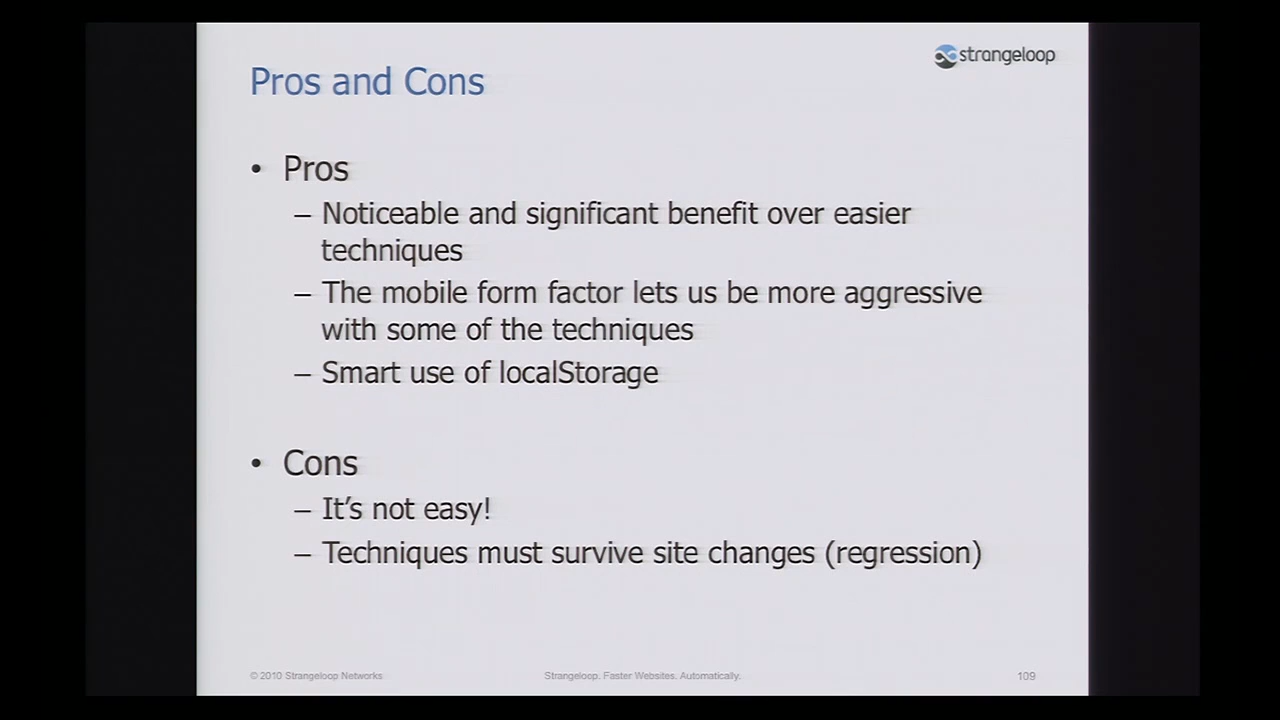 strangeloop
Pros and Cons
• Pros
– Noticeable and significant benefit over easier
techniques
– The mobile form factor lets us be more aggressive
with some of the techniques
– Smart use of localStorage
• Cons
– It's not easy!
– Techniques must survive site changes (regression)
© 2010 Strangeloop Networks
Strangeloop. Faster Websites. Automatically.
109